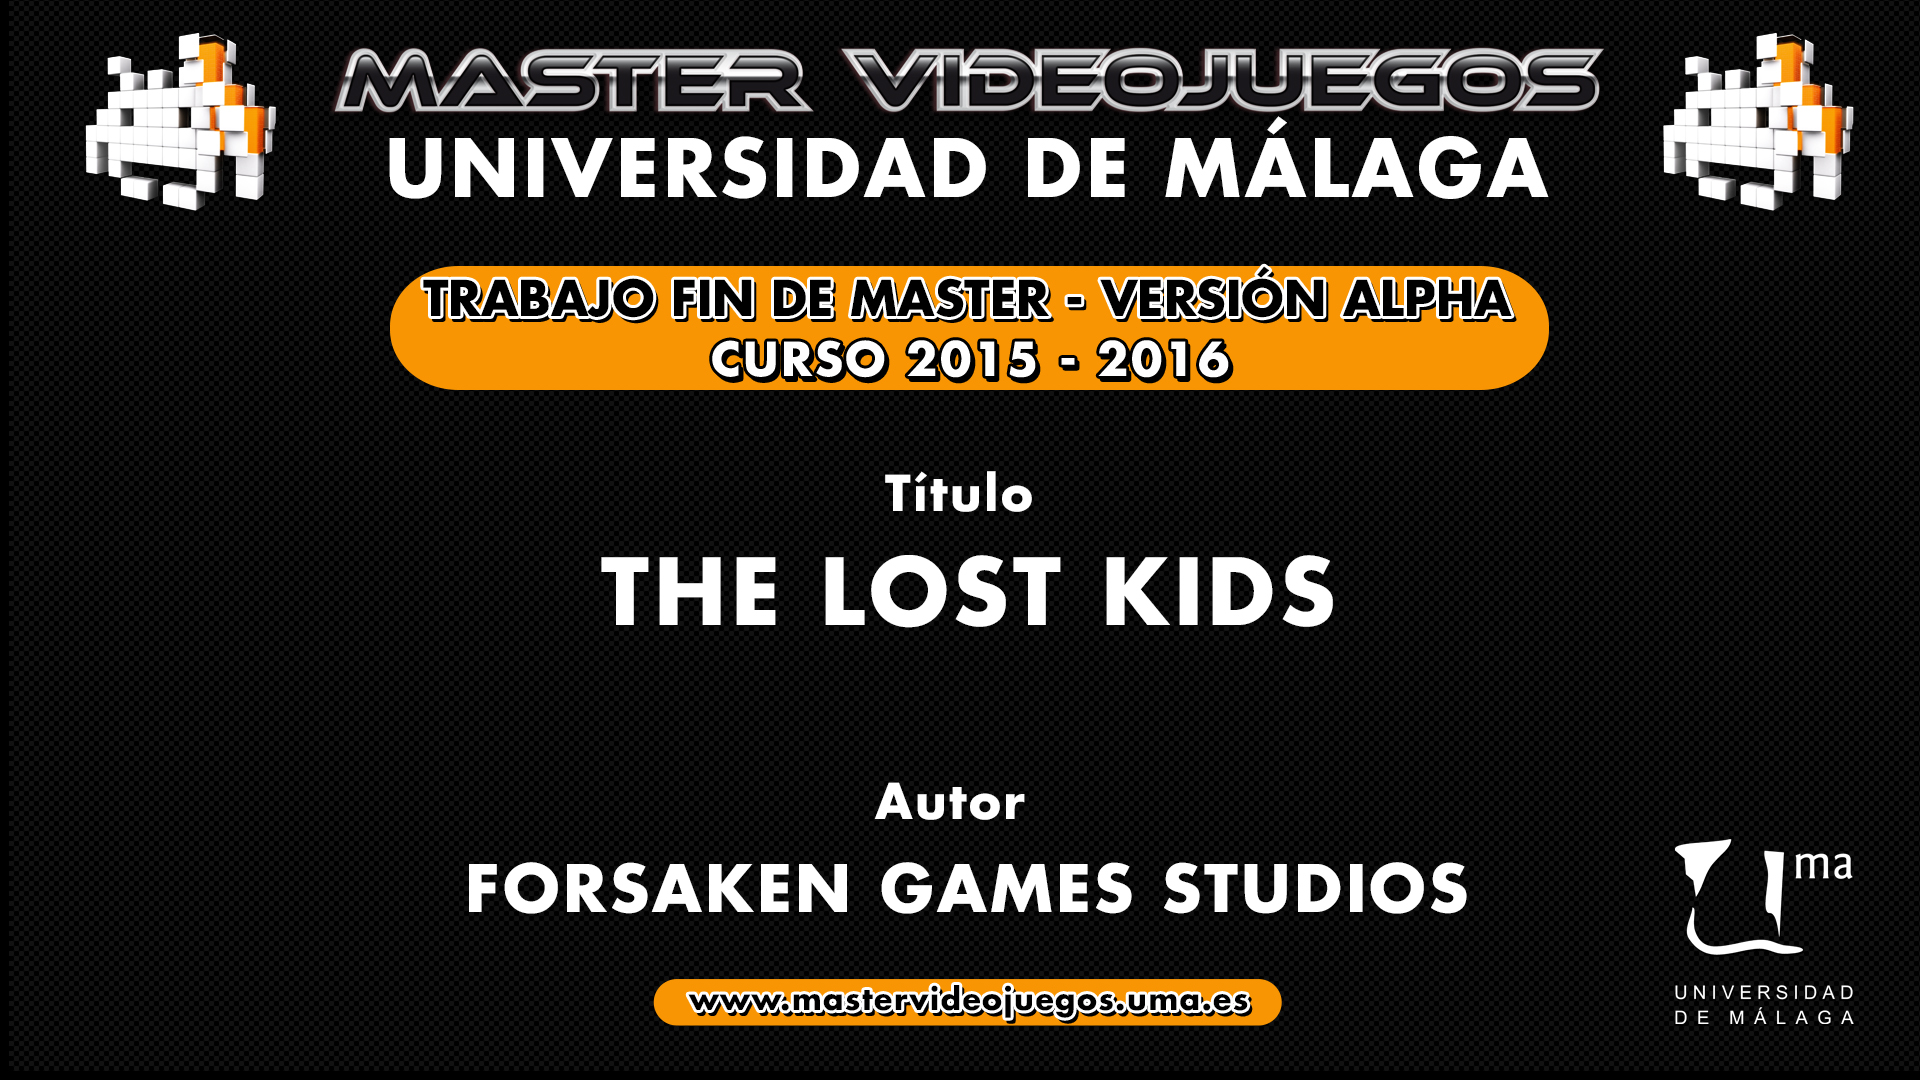 MASTER VIDEOJUEGOS
UNIVERSIDAD DE MÁLAGA
TRABAJO FIN DE MASTER - VERSIÓN ALPHA
CURSO 2015 - 2016
Título
THE LOST KIDS
Autor
FORSAKEN GAMES STUDIOS
www.mastervideojuegos.uma.es
uma
UNIVERSIDAD
DE MÁLAGA